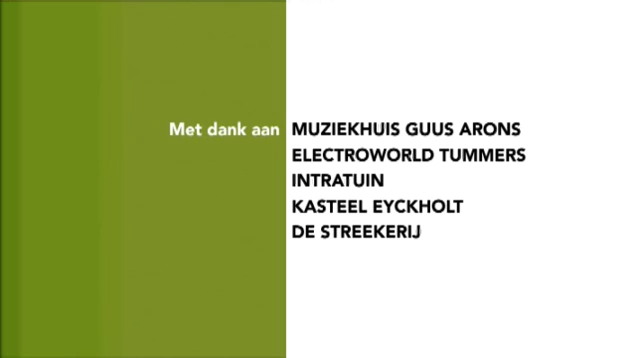 Met dank aan MUZIEKHUIS GUUS ARONS
ELECTROWORLD TUMMERS
INTRATUIN
KASTEEL EYCKHOLT
DE STREEKERIJ